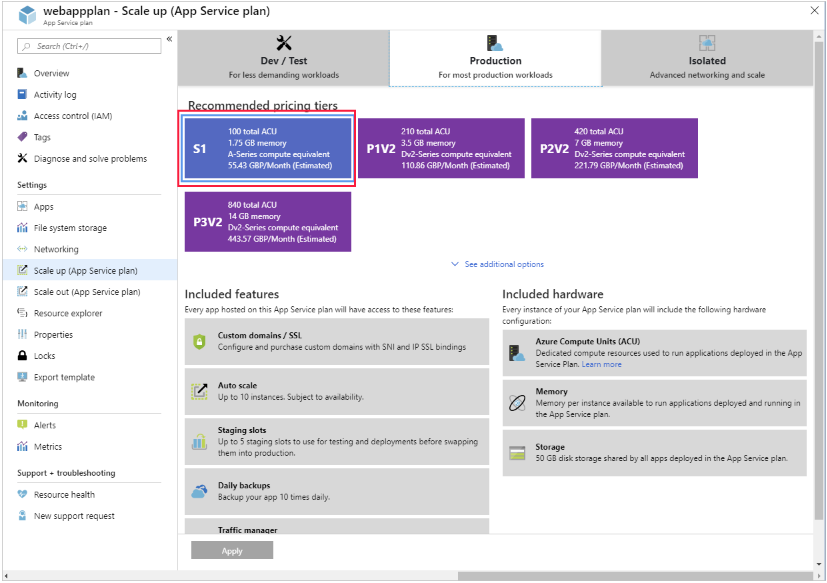 webappplan - Scale up (App Service plan)
App Service plan
Search (Ctrl+/)
Overview
Activity log
Access control (IAM)
Tags
Diagnose and solve problems
Settings
Apps
File system storage
Networking
Scale up (App Service plan)
Scale out (App Service plan)
Resource explorer
Properties
Locks
Export template
Monitoring
Alerts
Metrics
Support + troubleshooting
Resource health
New support request
Dev / Test
For less demanding workloads
Production
For most production workloads
Isolated
Advanced networking and scale
Recommended pricing tiers
S1
100 total ACU
1.75 GB memory
A-Series compute equivalent
55.43 GBP/Month (Estimated)
P1V2
210 total ACU
3.5 GB memory
Dv2-Series compute equivalent
110.86 GBP/Month (Estimated)
P2V2
420 total ACU
7 GB memory
Dv2-Series compute equivalent
221.79 GBP/Month (Estimated)
P3V2
840 total ACU
14 GB memory
Dv2-Series compute equivalent
443.57 GBP/Month (Estimated)
See additional options
Included features
Every app hosted on this App Service plan will have access to these features:
Custom domains / SSL
Configure and purchase custom domains with SNI and IP SSL bindings
Auto scale
Up to 10 instances. Subject to availability.
Staging slots
Up to 5 staging slots to use for testing and deployments before swapping
them into production.
Daily backups
Backup your app 10 times daily.
Traffic manager
Included hardware
Every instance of your App Service plan will include the following hardware
configuration:
Azure Compute Units (ACU)
Dedicated compute resources used to run applications deployed in the App
Service Plan. Learn more
Memory
Memory per instance available to run applications deployed and running in
the App Service plan.
Storage
50 GB disk storage shared by all apps deployed in the App Service plan.
Apply